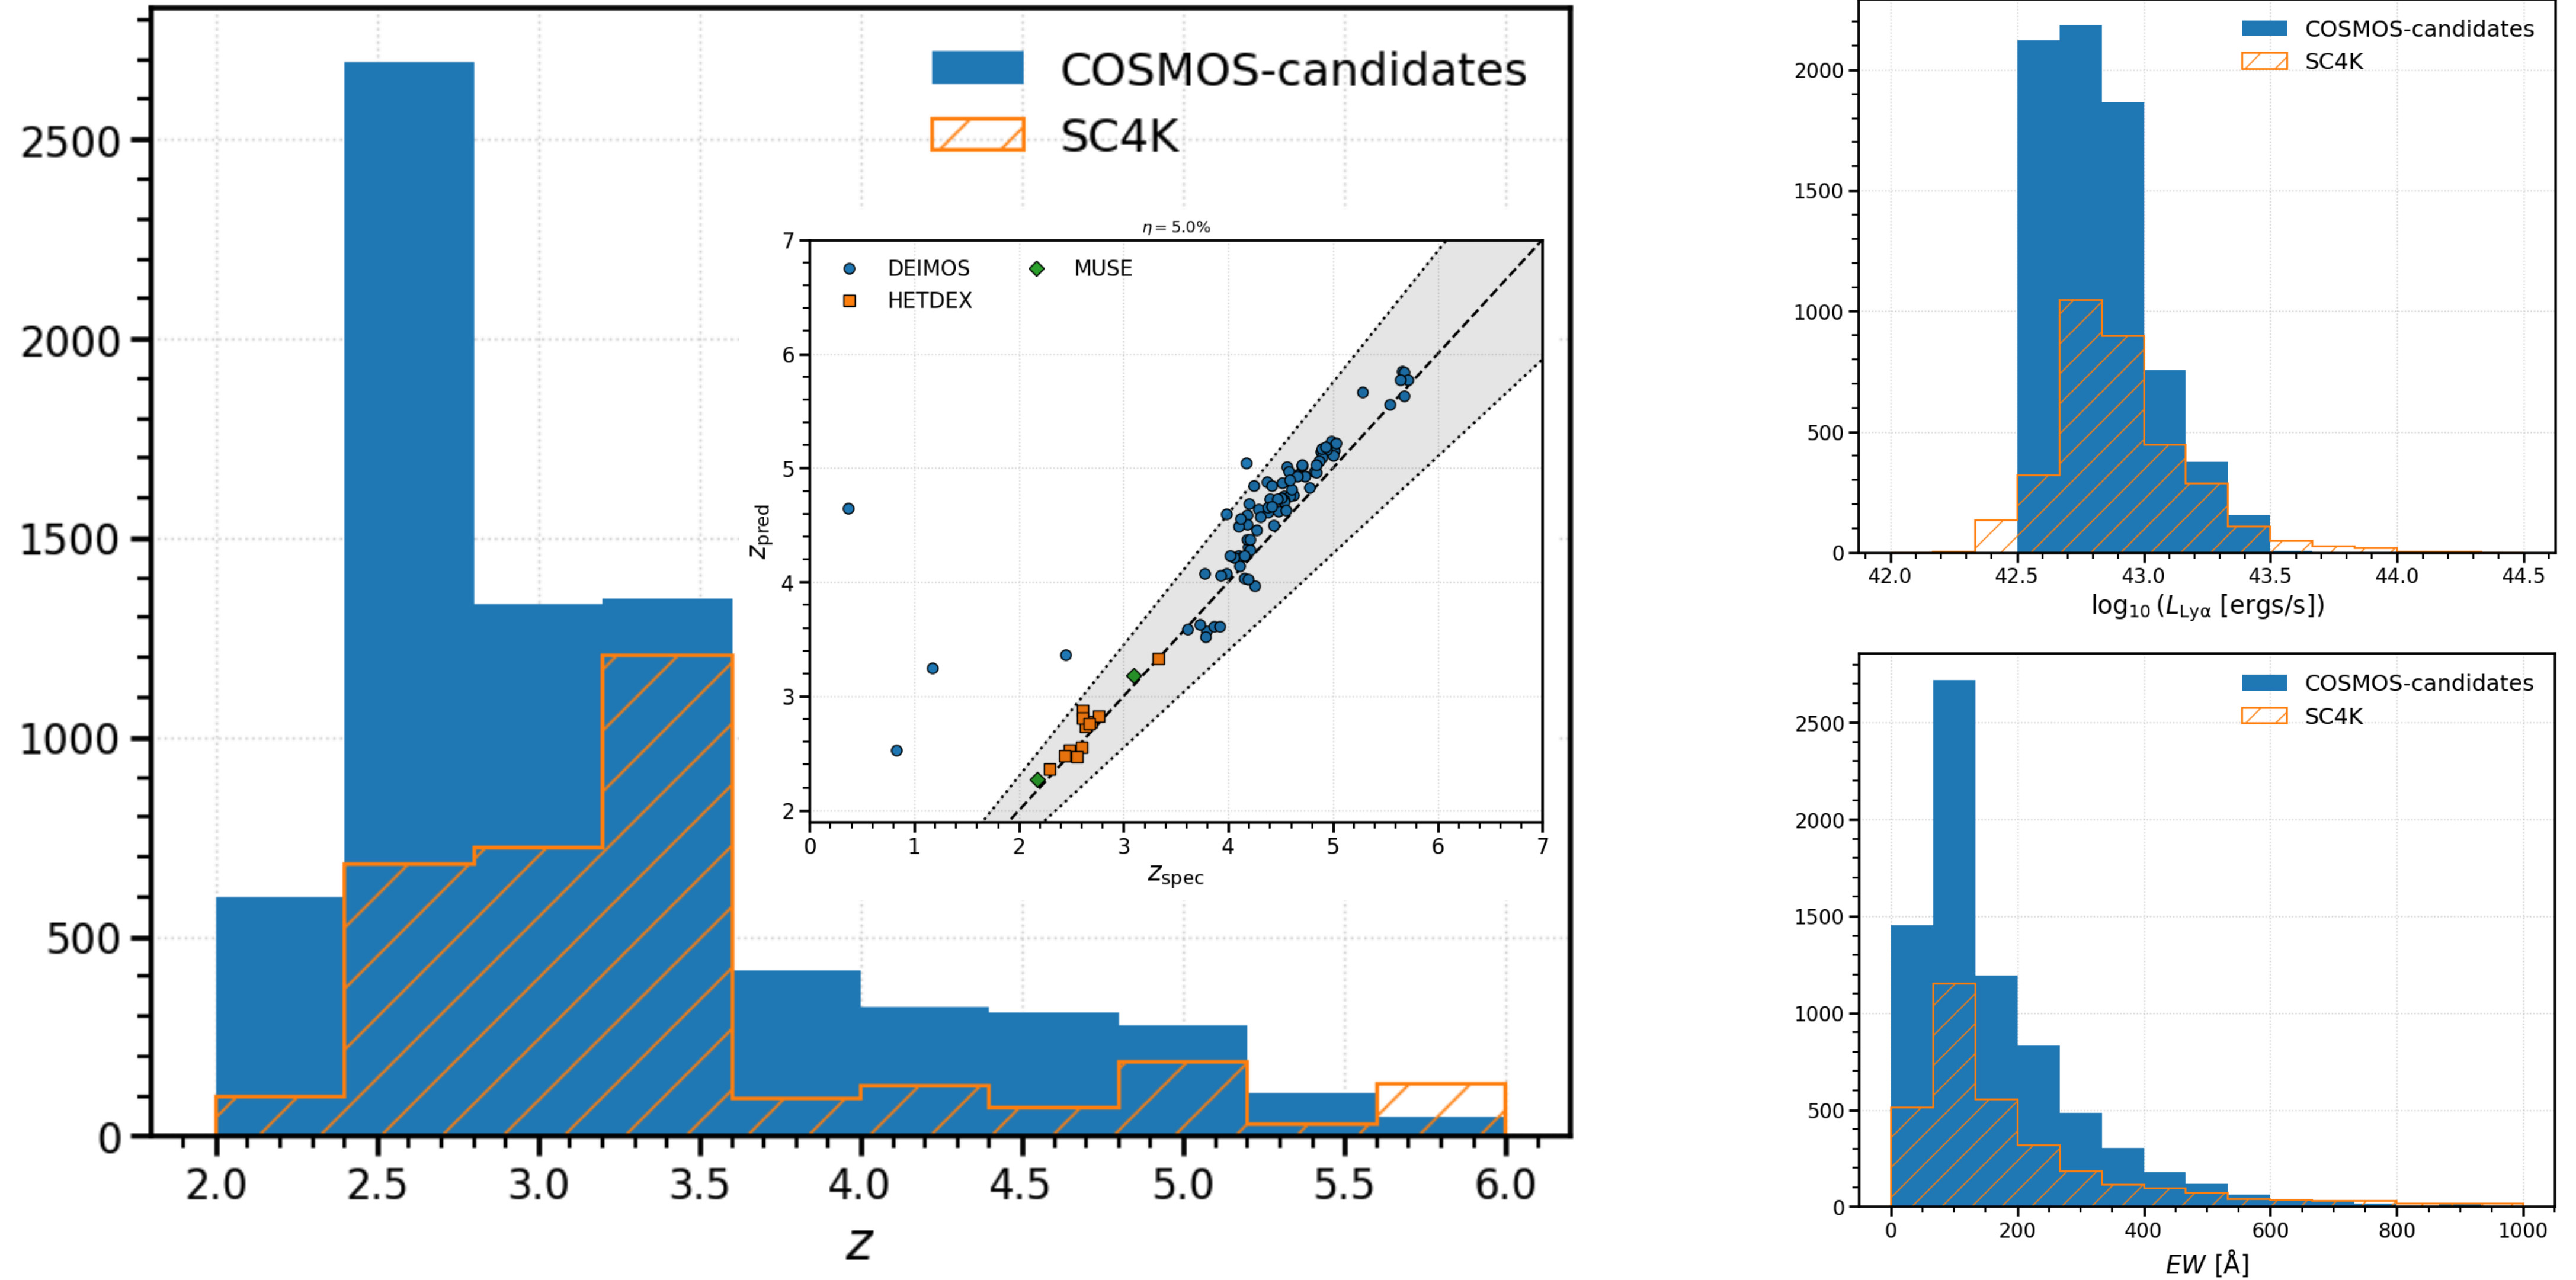 COSMOS-candidates
SC4K
2500
2000
1500
1000
500
0
2.0 2.5 3.0 3.5 4.0 4.5 5.0 5.5 6.0
z
η = 5.0%
DEIMOS MUSE
HETDEX
7
6
5
4
3
2
z_pred
0 1 2 3 4 5 6 7
z_spec
COSMOS-candidates
SC4K
2000
1500
1000
500
0
42.0 42.5 43.0 43.5 44.0 44.5
log₁₀ (L_Lyα [ergs/s])
COSMOS-candidates
SC4K
2500
2000
1500
1000
500
0
0 200 400 600 800 1000
EW [Å]